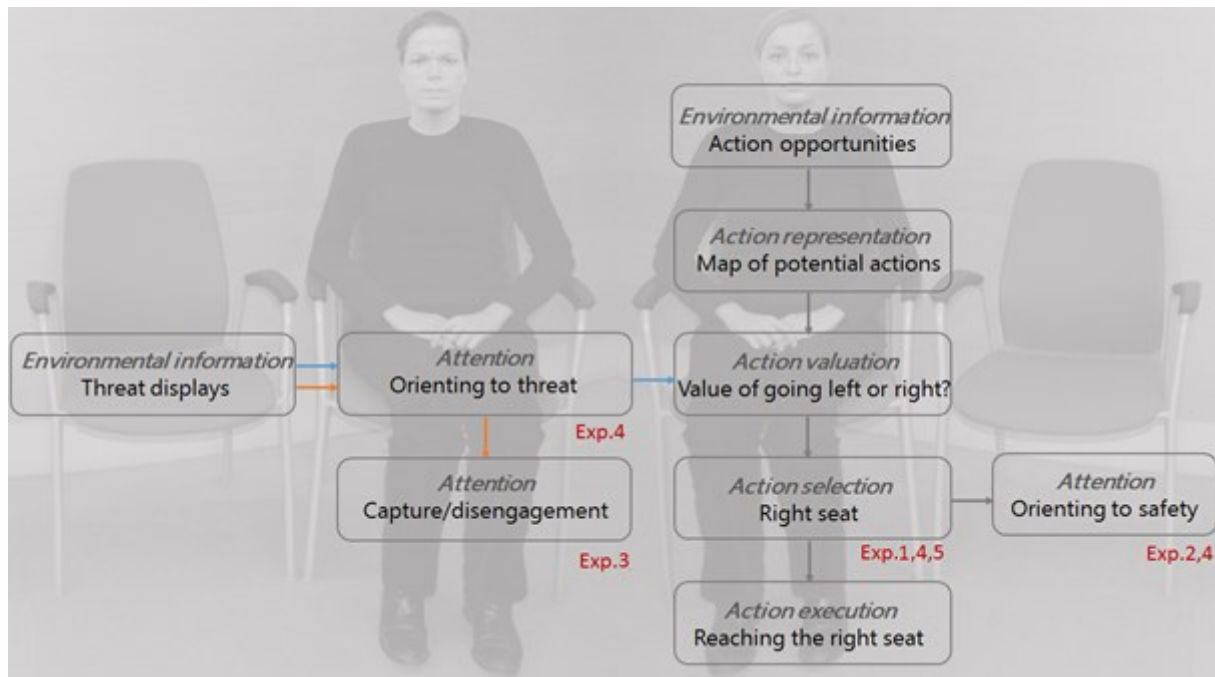 Environmental information
Action opportunities
Action representation
Map of potential actions
Environmental information
Threat displays
Attention
Orienting to threat
Exp.4
Action valuation
Value of going left or right?
Attention
Capture/disengagement
Exp.3
Action selection
Right seat
Exp.1,4,5
Attention
Orienting to safety
Exp.2,4
Action execution
Reaching the right seat